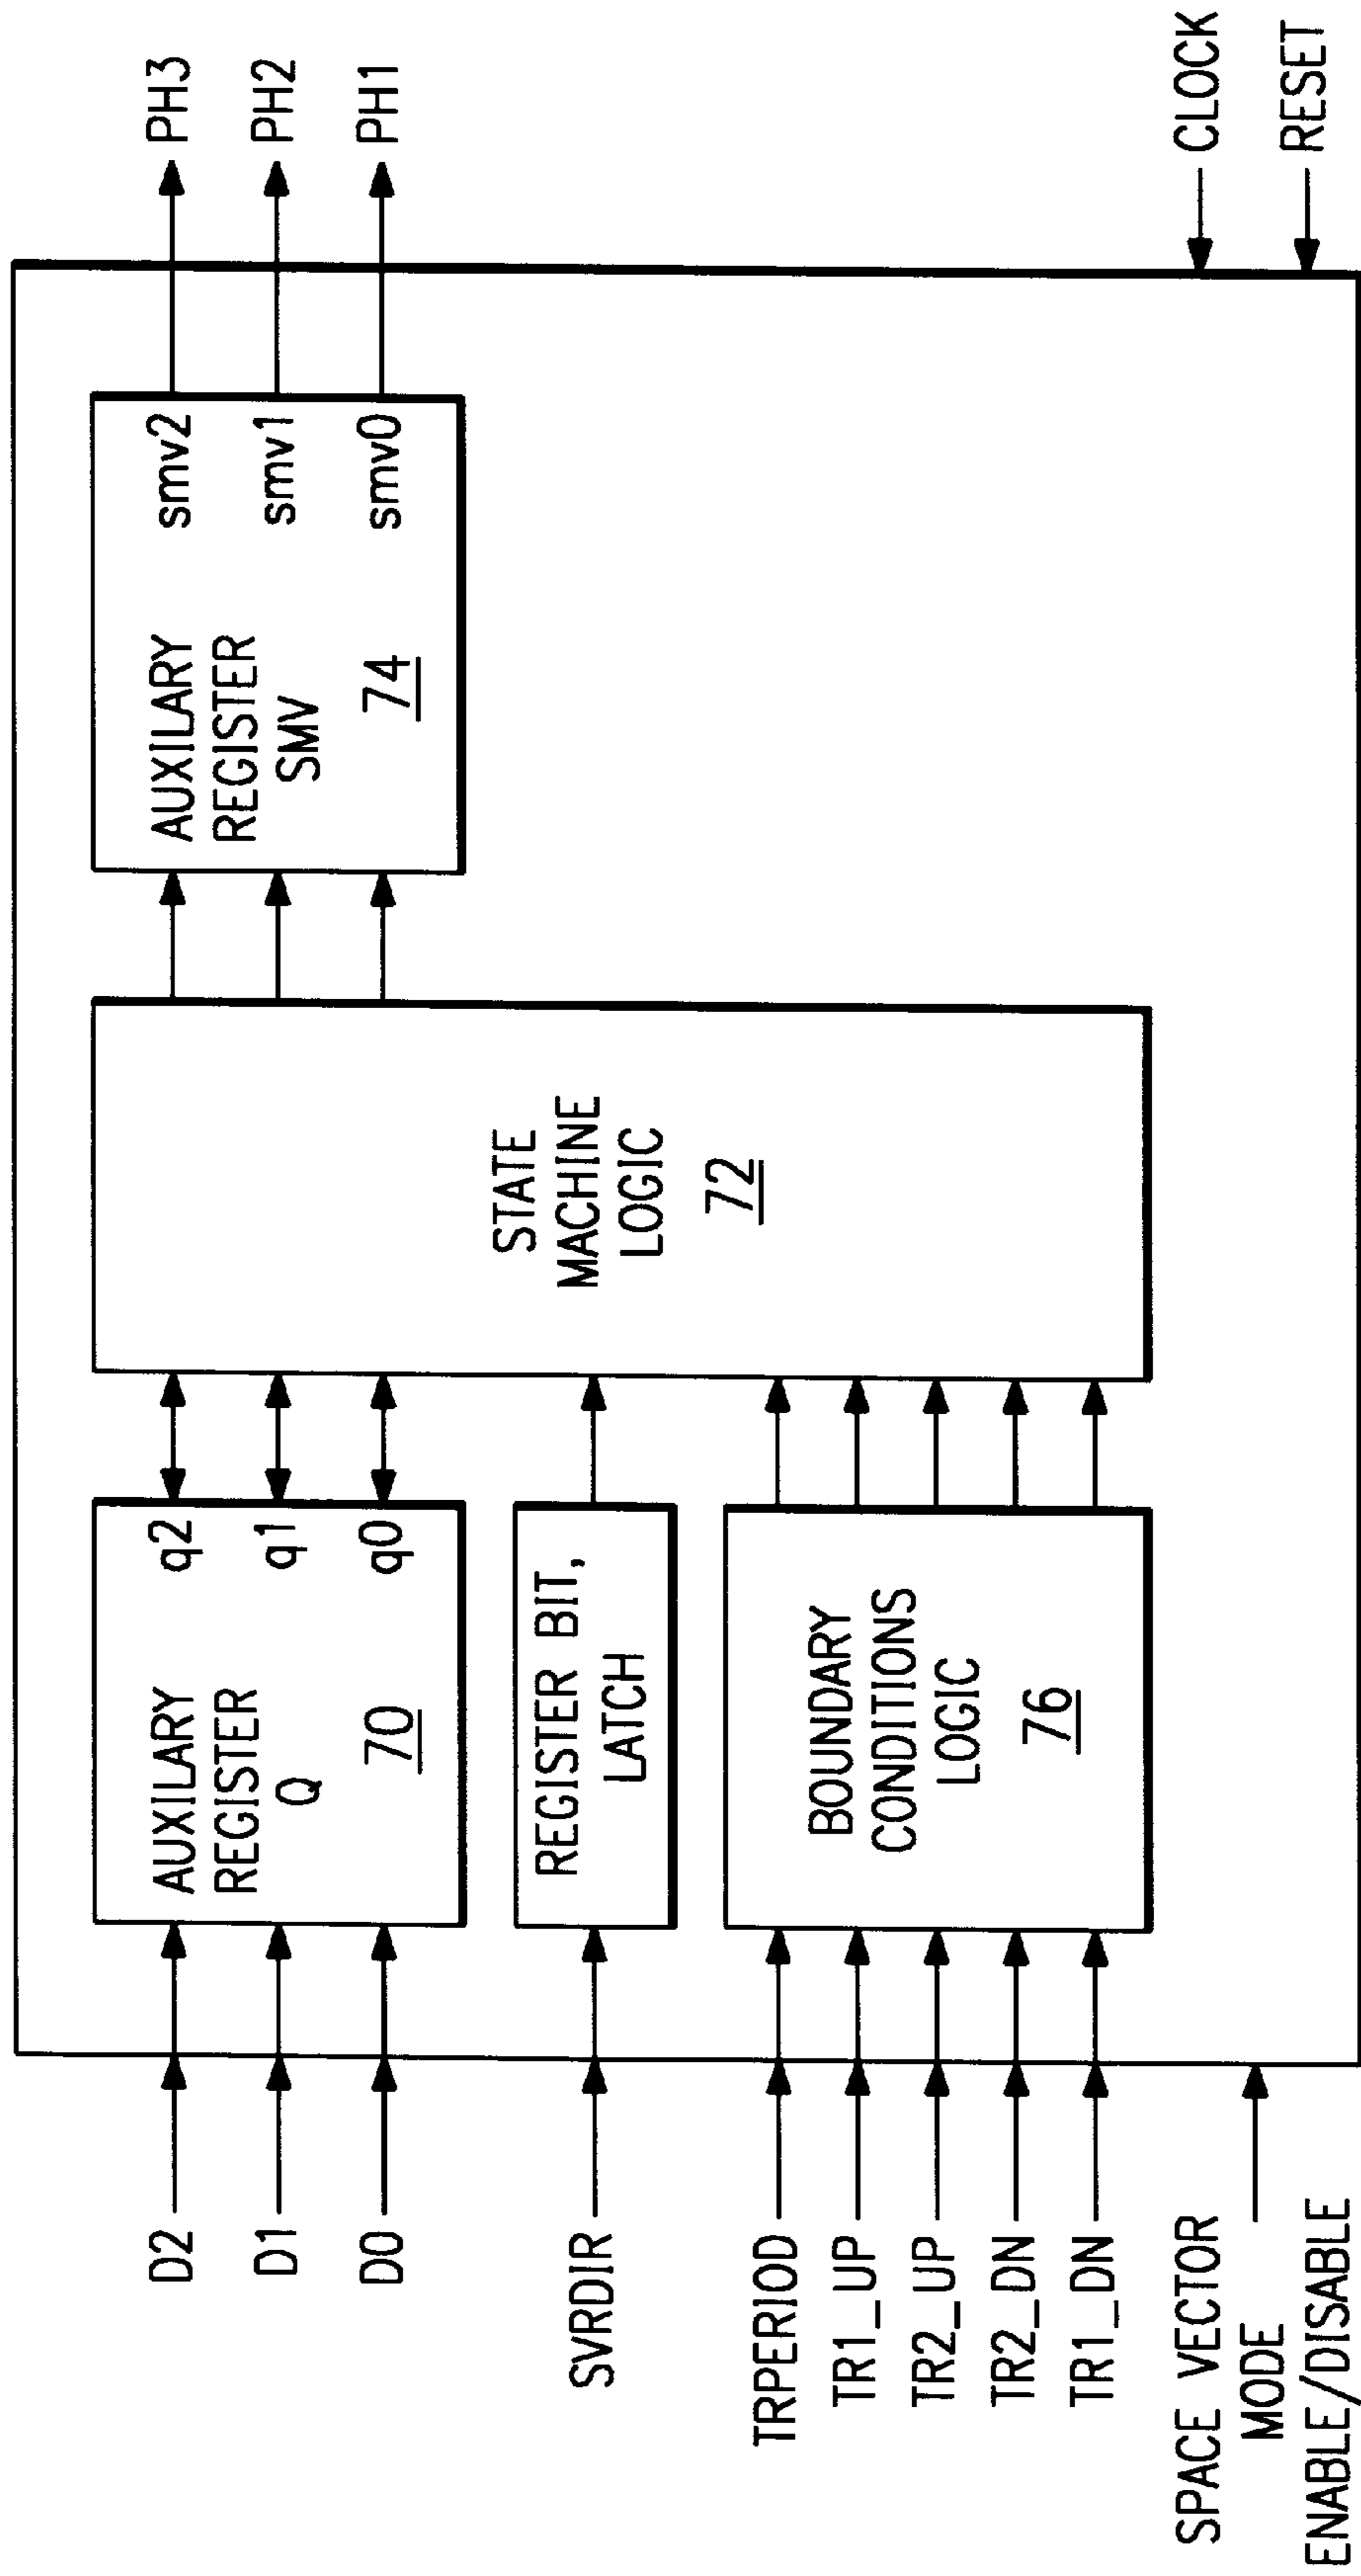 D2
D1
D0
SVRDIR
TRPERIOD
TR1_UP
TR2_UP
TR2_DN
TR1_DN
SPACE VECTOR
MODE
ENABLE/DISABLE
AUXILARY
REGISTER
Q
70
q2
q1
q0
REGISTER BIT,
LATCH
BOUNDARY
CONDITIONS
LOGIC
76
STATE
MACHINE
LOGIC
72
AUXILARY
REGISTER
SMV
74
smv2
smv1
smv0
PH3
PH2
PH1
CLOCK
RESET